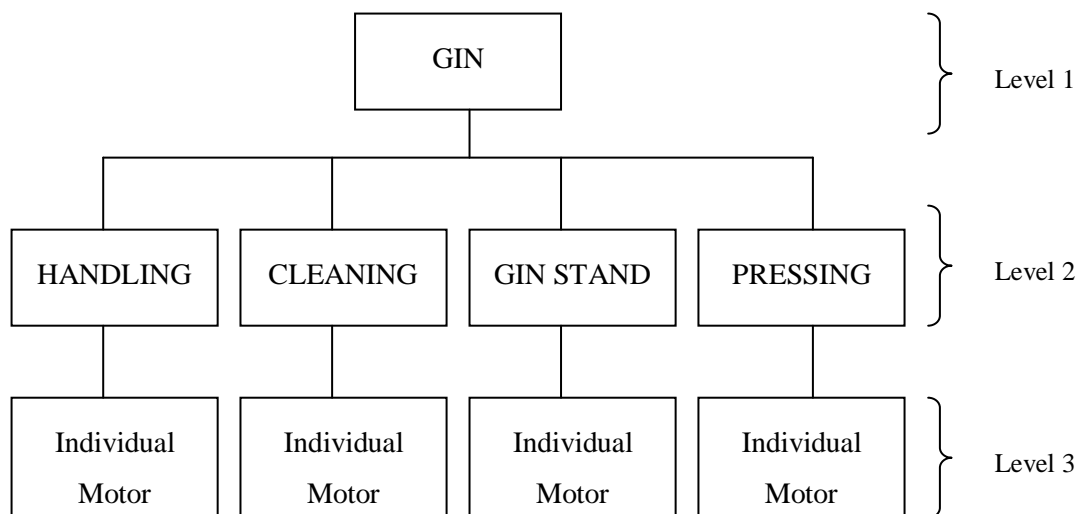 GIN
Level 1
HANDLING
CLEANING
GIN STAND
PRESSING
Level 2
Individual
Motor
Individual
Motor
Individual
Motor
Individual
Motor
Level 3